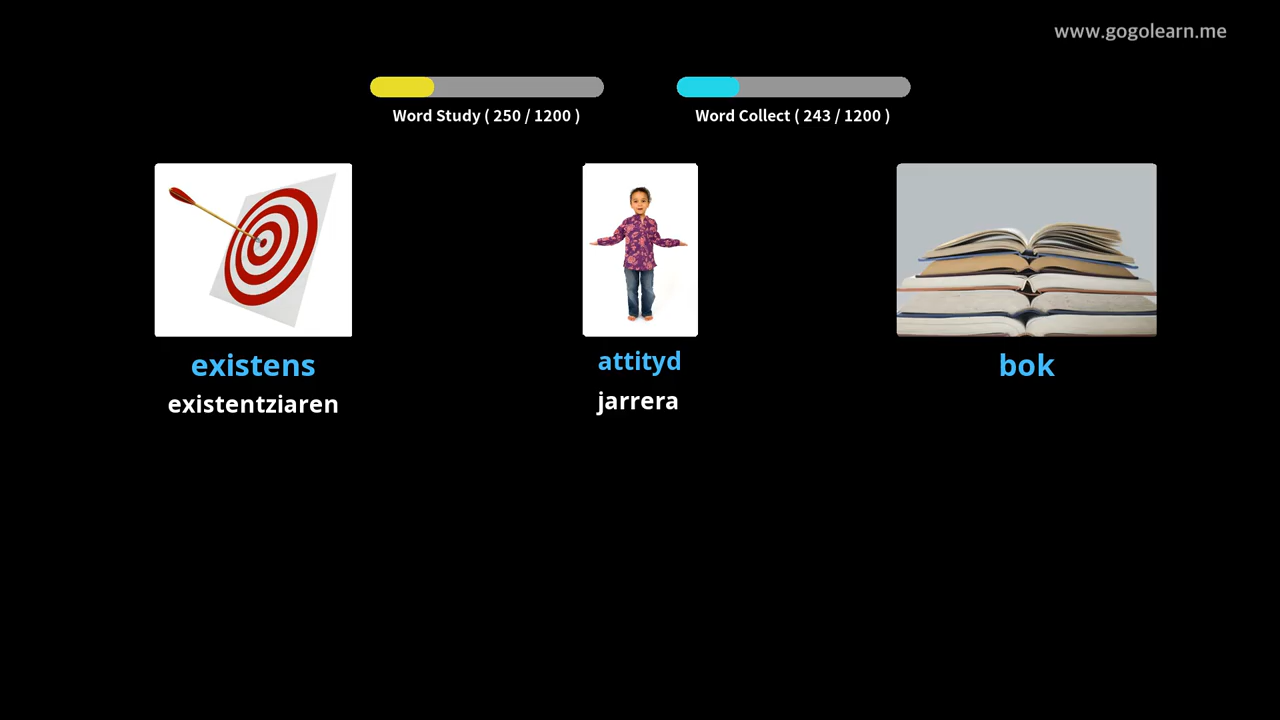 www.gogolearn.me
Word Study ( 250 / 1200 )
Word Collect ( 243 / 1200 )
existens
existentziaren
attityd
jarrera
bok